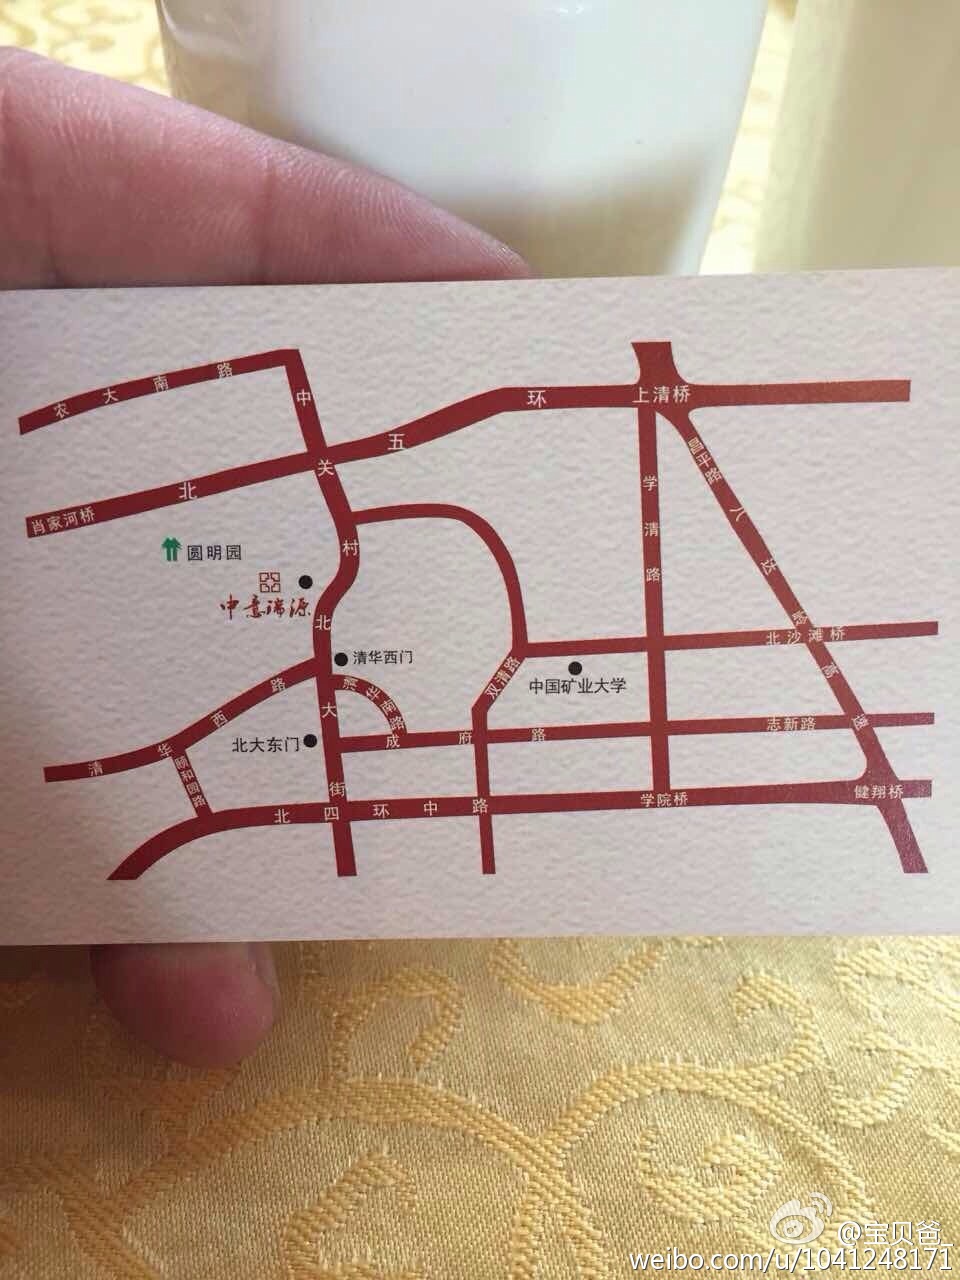 农大南路
中关村北大街
北五环
上清桥
肖家河桥
学清路
昌平路八达岭高速
圆明园
中意瑞源
清华西门
北沙滩桥
双清路
中国矿业大学
清华南路
清华西路
北大东门
成府路
志新路
颐和园路
北四环中路
学院桥
健翔桥
@宝贝爸_
weibo.com/u/1041248171